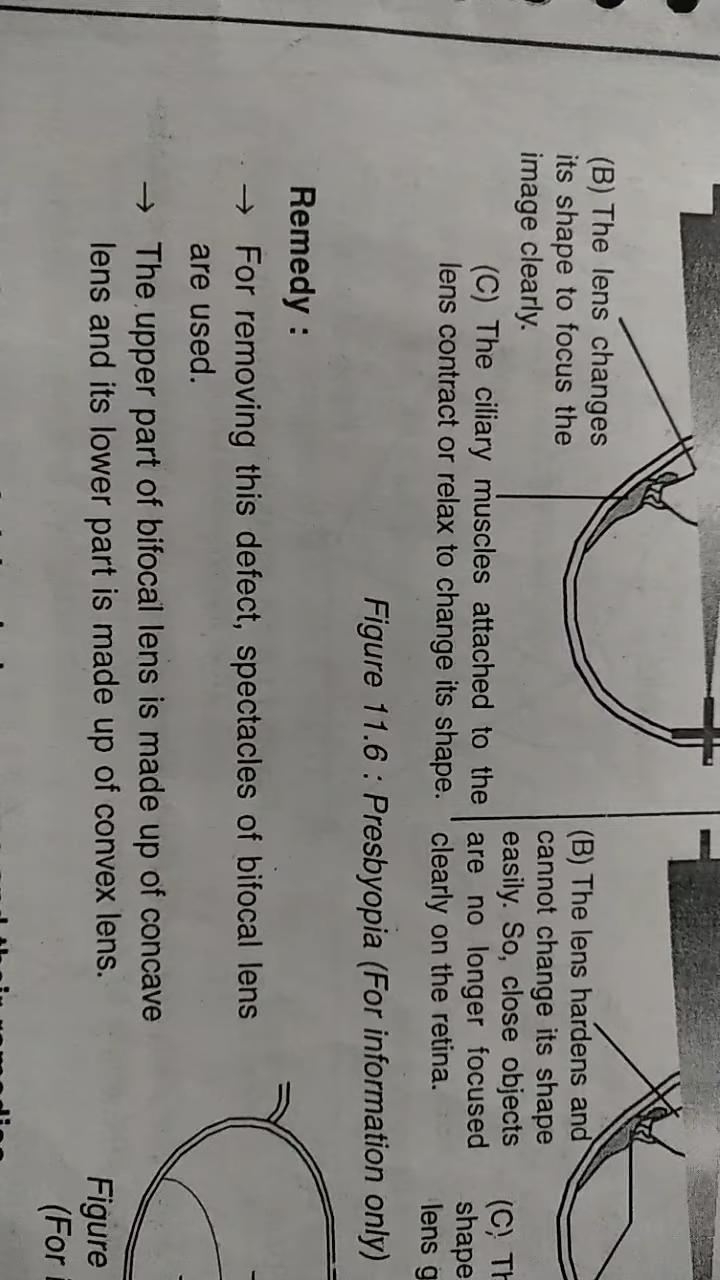 (B) The lens changes
its shape to focus the
image clearly.
(C) The ciliary muscles attached to the
lens contract or relax to change its shape.
(B) The lens hardens and
cannot change its shape
easily. So, close objects
are no longer focused
clearly on the retina.
(C)
shape
lens
Figure 11.6 : Presbyopia (For information only)
Remedy :
→ For removing this defect, spectacles of bifocal lens
are used.
→ The upper part of bifocal lens is made up of concave
lens and its lower part is made up of convex lens.
Figure
(For